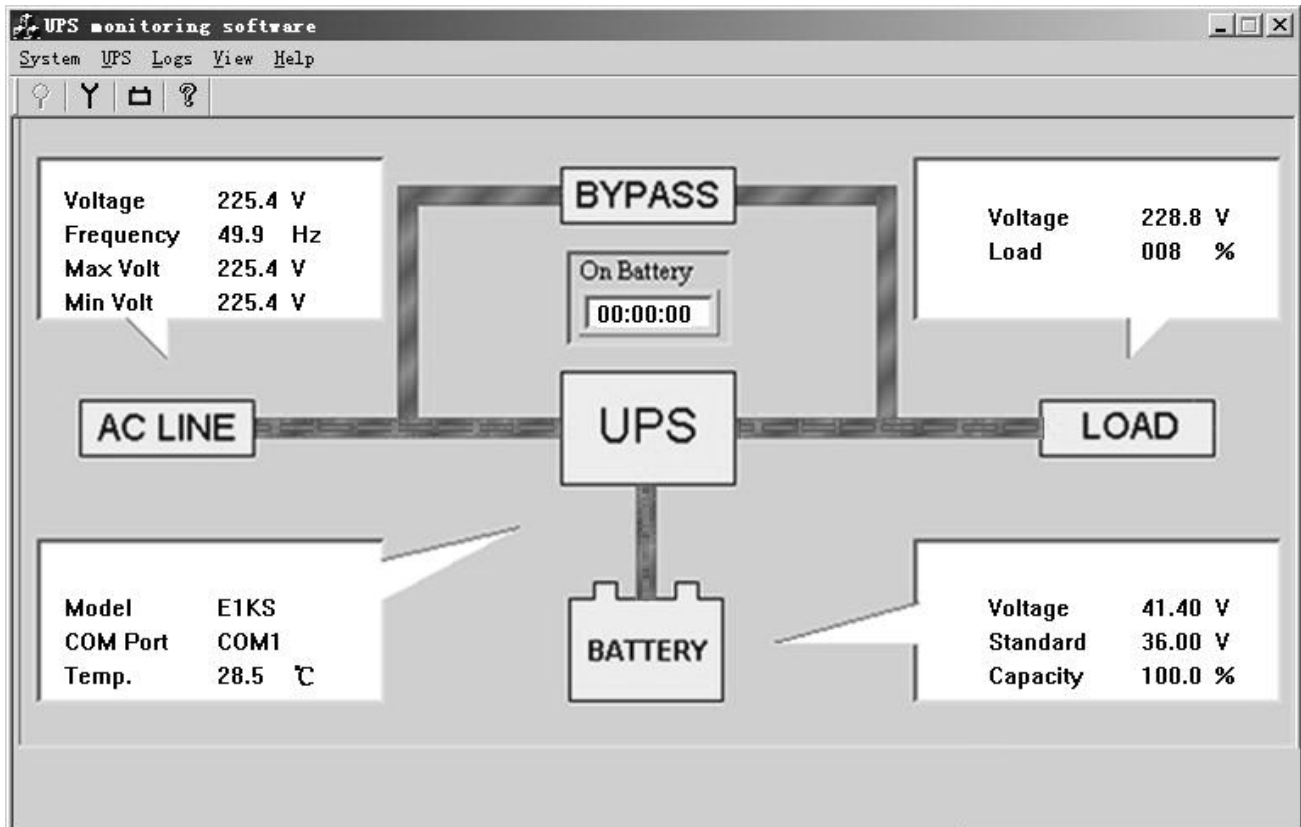 UPS monitoring software
System UPS Logs View Help
Voltage 225.4 V
Frequency 49.9 Hz
Max Volt 225.4 V
Min Volt 225.4 V
BYPASS
On Battery
00:00:00
Voltage 228.8 V
Load 008 %
AC LINE
UPS
LOAD
Model E1KS
COM Port COM1
Temp. 28.5 ℃
BATTERY
Voltage 41.40 V
Standard 36.00 V
Capacity 100.0 %